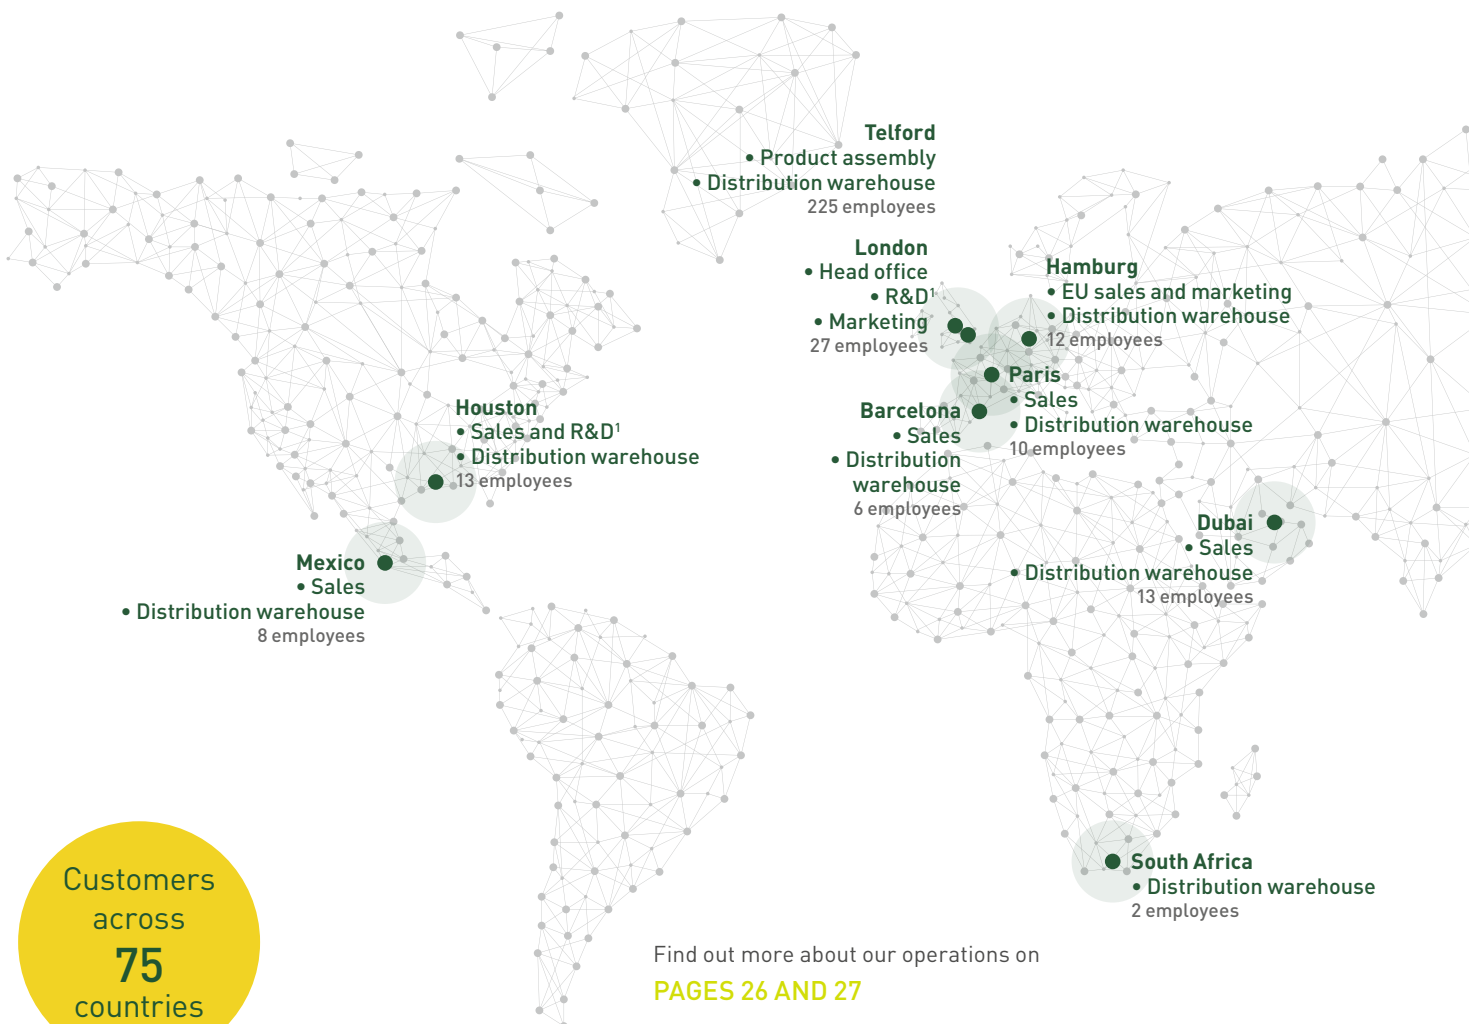 Telford
• Product assembly
• Distribution warehouse
225 employees
London
• Head office
• R&D¹
• Marketing
27 employees
Hamburg
• EU sales and marketing
• Distribution warehouse
12 employees
Paris
• Sales
• Distribution warehouse
10 employees
Barcelona
• Sales
• Distribution
warehouse
6 employees
Houston
• Sales and R&D¹
• Distribution warehouse
13 employees
Dubai
• Sales
• Distribution warehouse
13 employees
Mexico
• Sales
• Distribution warehouse
8 employees
South Africa
• Distribution warehouse
2 employees
Customers
across
75
countries
Find out more about our operations on
PAGES 26 AND 27